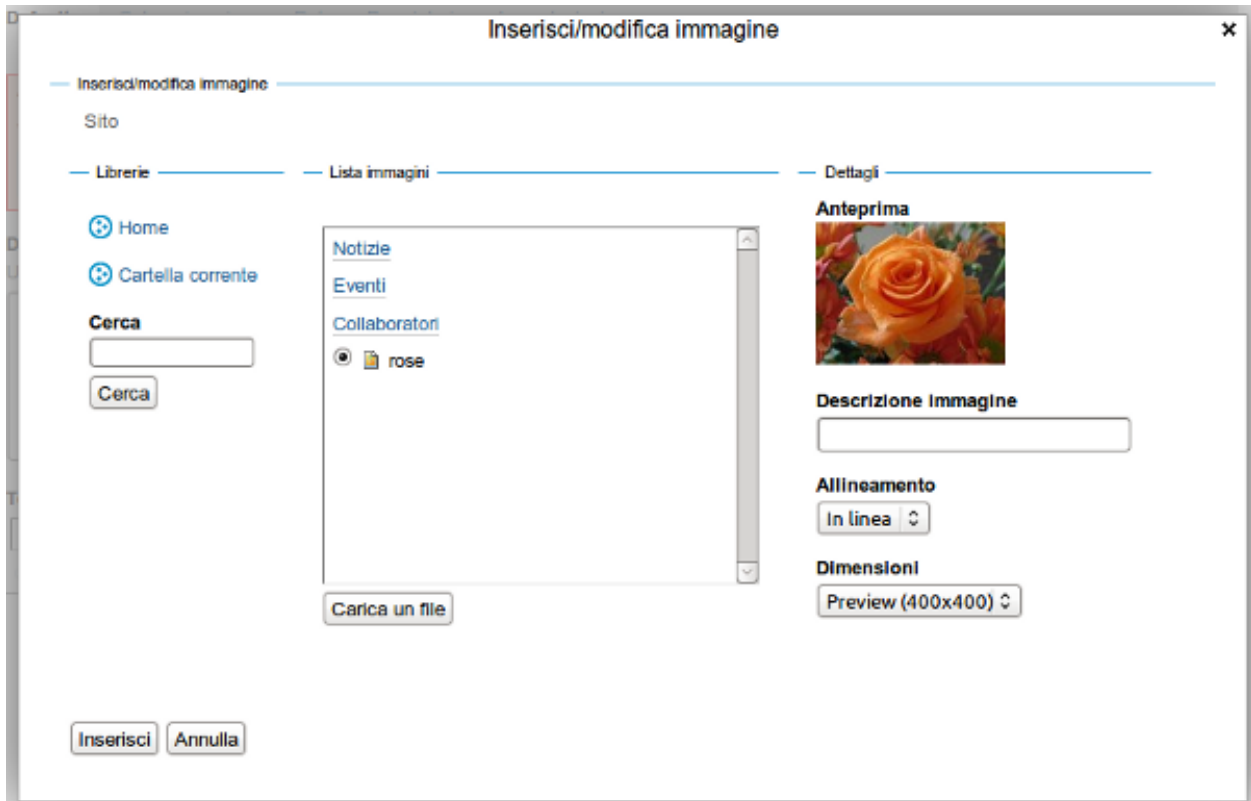 Inserisci/modifica immagine
Inserisci/modifica immagine
Sito
Librerie
Home
Cartella corrente
Cerca
Cerca
Lista immagini
Notizie
Eventi
Collaboratori
rose
Carica un file
Dettagli
Anteprima
Descrizione immagine
Allineamento
In linea
Dimensioni
Preview (400x400)
Inserisci
Annulla